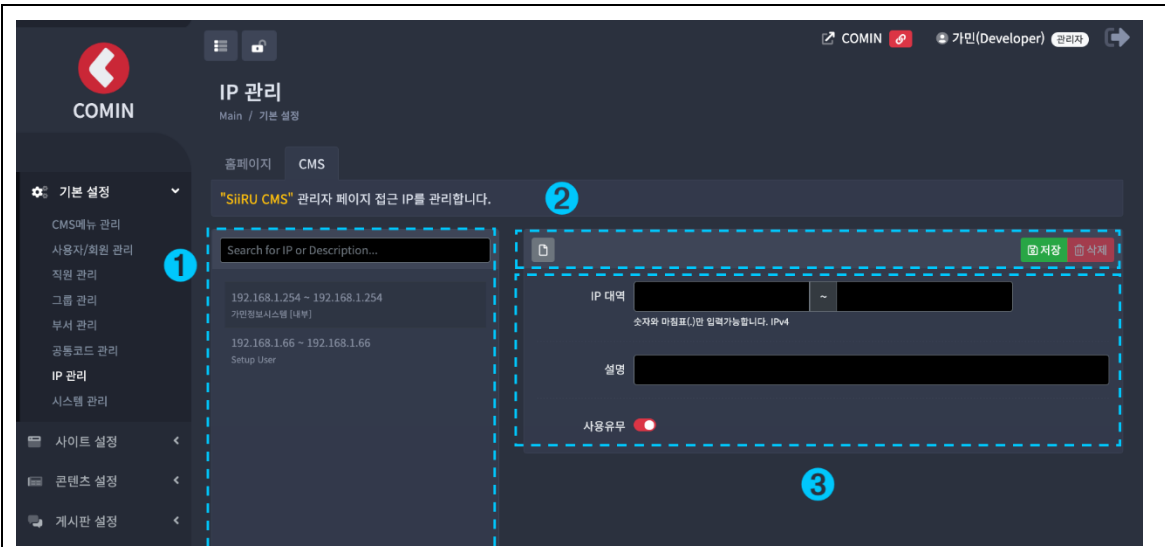 COMIN
COMIN
가민(Developer) 관리자
IP 관리
Main / 기본 설정
홈페이지
CMS
"SiiRU CMS" 관리자 페이지 접근 IP를 관리합니다.
기본 설정
CMS메뉴 관리
사용자/회원 관리
직원 관리
그룹 관리
부서 관리
공통코드 관리
IP 관리
시스템 관리
사이트 설정
콘텐츠 설정
게시판 설정
1
Search for IP or Description...
192.168.1.254 ~ 192.168.1.254
가민정보시스템 [내부]
192.168.1.66 ~ 192.168.1.66
Setup User
2
저장
삭제
IP 대역
~
숫자와 마침표(.)만 입력가능합니다. IPv4
설명
사용유무
3